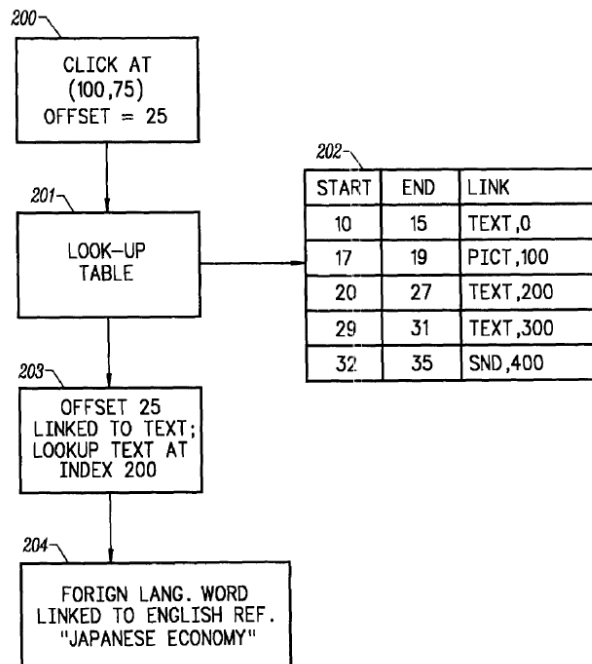 200
CLICK AT
(100,75)
OFFSET = 25
201
LOOK-UP
TABLE
202
START END LINK
10 15 TEXT,0
17 19 PICT,100
20 27 TEXT,200
29 31 TEXT,300
32 35 SND,400
203
OFFSET 25
LINKED TO TEXT;
LOOKUP TEXT AT
INDEX 200
204
FORIGN LANG. WORD
LINKED TO ENGLISH REF.
"JAPANESE ECONOMY"